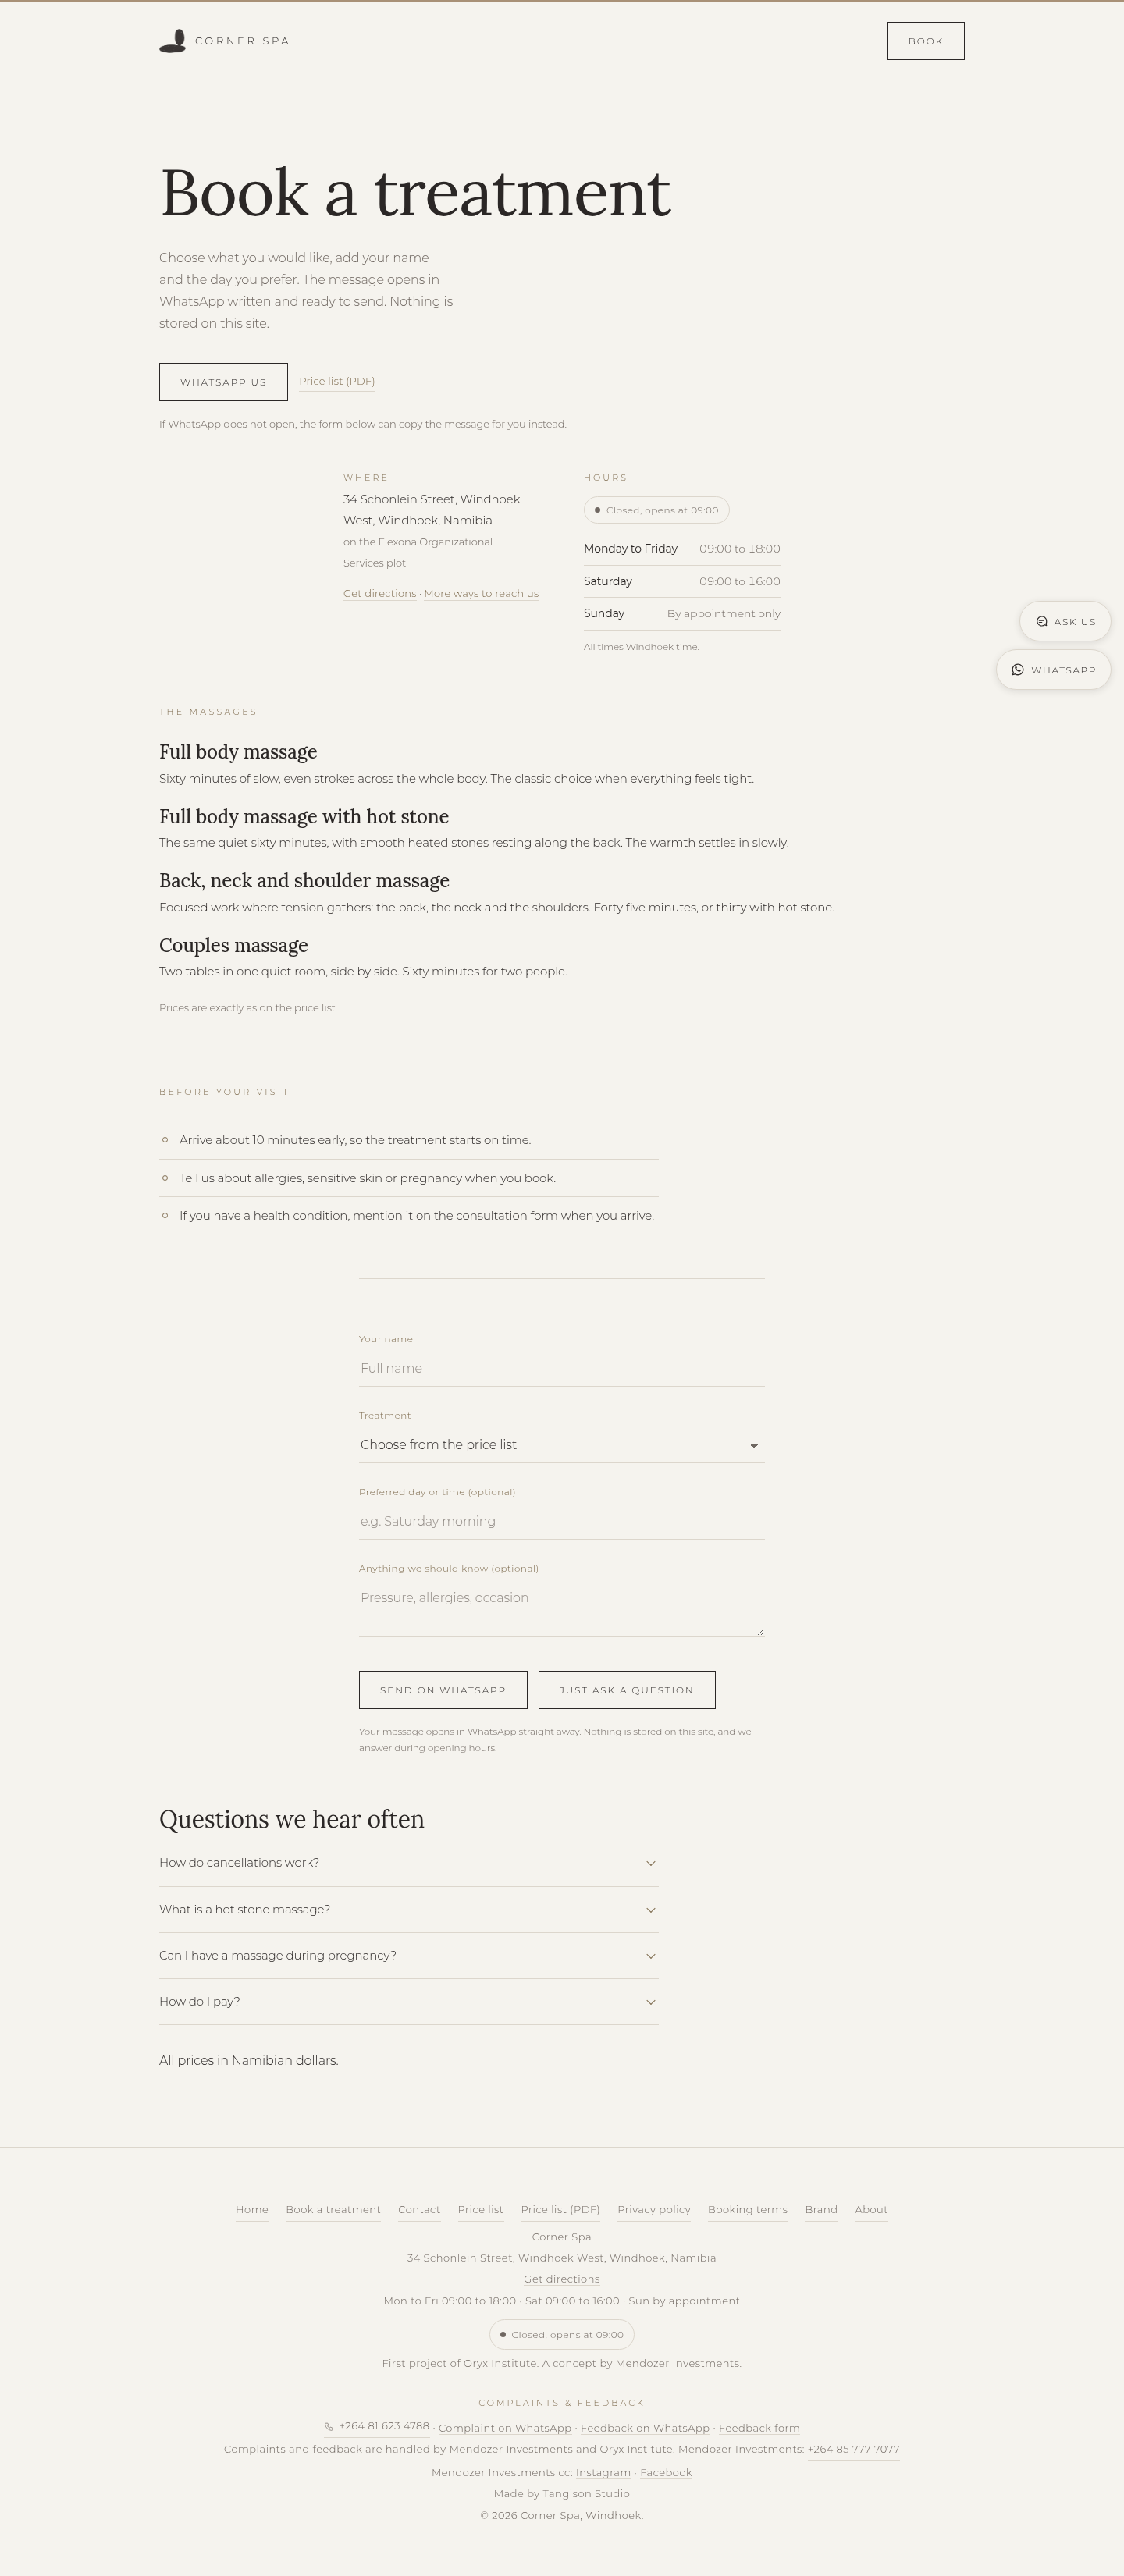 CORNER SPA
BOOK
Book a treatment
Choose what you would like, add your name
and the day you prefer. The message opens in
WhatsApp written and ready to send. Nothing is
stored on this site.
WHATSAPP US
Price list (PDF)
If WhatsApp does not open, the form below can copy the message for you instead.
WHERE
34 Schonlein Street, Windhoek
West, Windhoek, Namibia
on the Flexona Organizational
Services plot
Get directions · More ways to reach us
HOURS
Closed, opens at 09:00
Monday to Friday 09:00 to 18:00
Saturday 09:00 to 16:00
Sunday By appointment only
All times Windhoek time.
ASK US
WHATSAPP
THE MASSAGES
Full body massage
Sixty minutes of slow, even strokes across the whole body. The classic choice when everything feels tight.
Full body massage with hot stone
The same quiet sixty minutes, with smooth heated stones resting along the back. The warmth settles in slowly.
Back, neck and shoulder massage
Focused work where tension gathers: the back, the neck and the shoulders. Forty five minutes, or thirty with hot stone.
Couples massage
Two tables in one quiet room, side by side. Sixty minutes for two people.
Prices are exactly as on the price list.
BEFORE YOUR VISIT
Arrive about 10 minutes early, so the treatment starts on time.
Tell us about allergies, sensitive skin or pregnancy when you book.
If you have a health condition, mention it on the consultation form when you arrive.
Your name
Full name
Treatment
Choose from the price list
Preferred day or time (optional)
e.g. Saturday morning
Anything we should know (optional)
Pressure, allergies, occasion
SEND ON WHATSAPP
JUST ASK A QUESTION
Your message opens in WhatsApp straight away. Nothing is stored on this site, and we
answer during opening hours.
Questions we hear often
How do cancellations work?
What is a hot stone massage?
Can I have a massage during pregnancy?
How do I pay?
All prices in Namibian dollars.
Home Book a treatment Contact Price list Price list (PDF) Privacy policy Booking terms Brand About
Corner Spa
34 Schonlein Street, Windhoek West, Windhoek, Namibia
Get directions
Mon to Fri 09:00 to 18:00 · Sat 09:00 to 16:00 · Sun by appointment
Closed, opens at 09:00
First project of Oryx Institute. A concept by Mendozer Investments.
COMPLAINTS & FEEDBACK
+264 81 623 4788 · Complaint on WhatsApp · Feedback on WhatsApp · Feedback form
Complaints and feedback are handled by Mendozer Investments and Oryx Institute. Mendozer Investments: +264 85 777 7077
Mendozer Investments cc: Instagram · Facebook
Made by Tangison Studio
© 2026 Corner Spa, Windhoek.